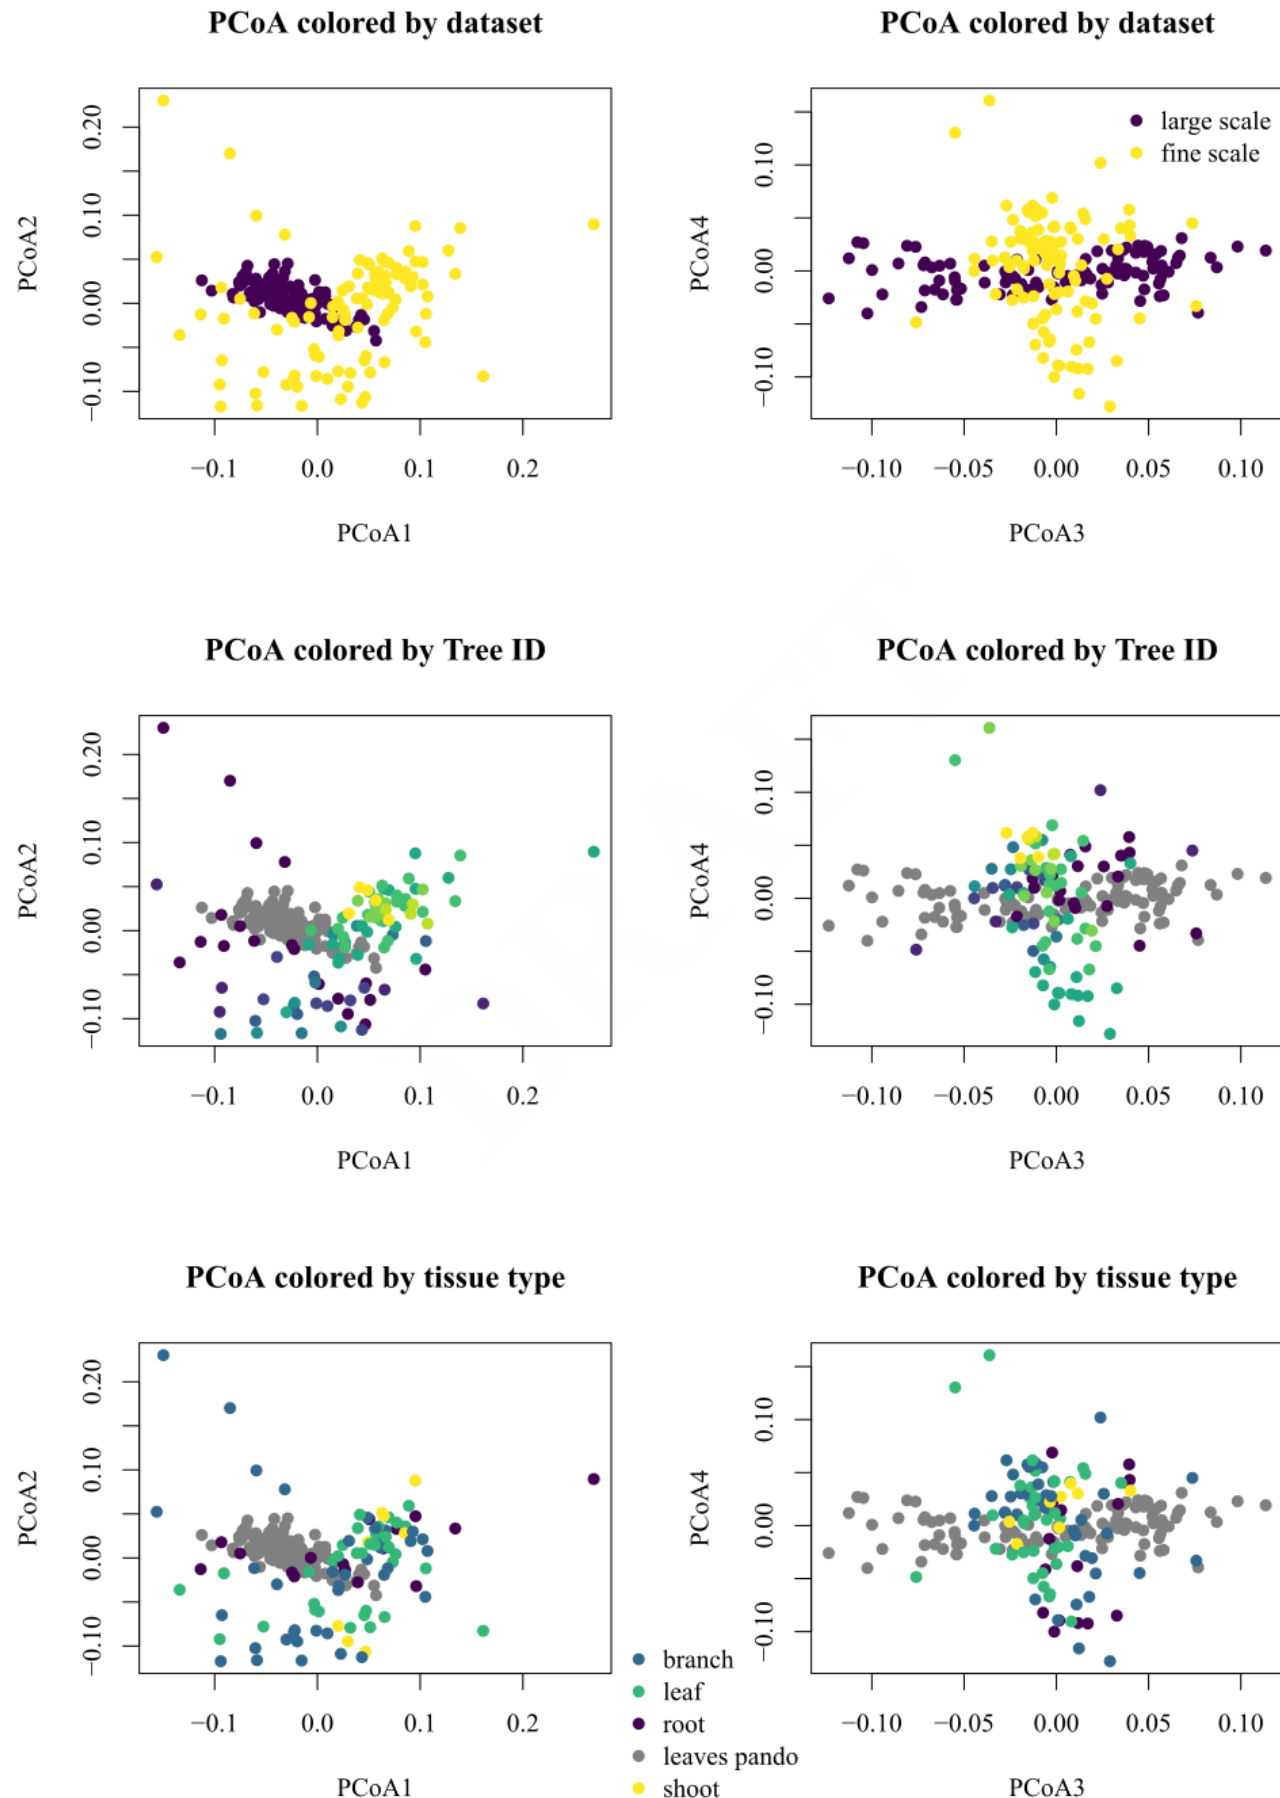 PCoA colored by dataset
PCoA2
0.20
0.10
0.00
−0.10
−0.1 0.0 0.1 0.2
PCoA1
PCoA colored by dataset
PCoA4
0.10
0.00
−0.10
large scale
fine scale
−0.10 −0.05 0.00 0.05 0.10
PCoA3
PCoA colored by Tree ID
PCoA2
0.20
0.10
0.00
−0.10
−0.1 0.0 0.1 0.2
PCoA1
PCoA colored by Tree ID
PCoA4
0.10
0.00
−0.10
−0.10 −0.05 0.00 0.05 0.10
PCoA3
PCoA colored by tissue type
PCoA2
0.20
0.10
0.00
−0.10
−0.1 0.0 0.1 0.2
PCoA1
branch
leaf
root
leaves pando
shoot
PCoA colored by tissue type
PCoA4
0.10
0.00
−0.10
−0.10 −0.05 0.00 0.05 0.10
PCoA3